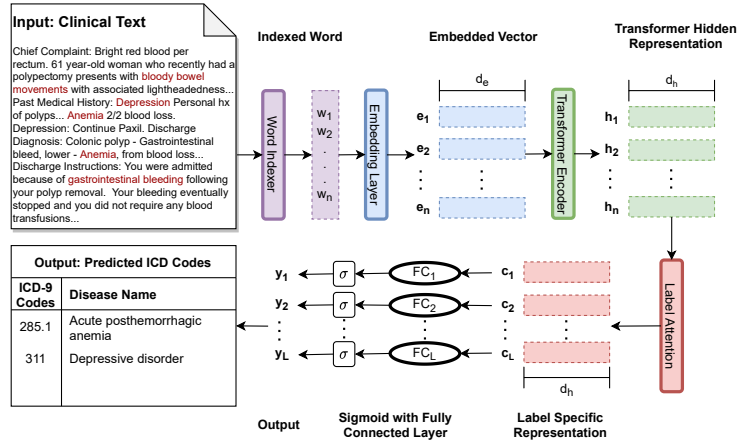 Input: Clinical Text
Chief Complaint: Bright red blood per
rectum. 61 year-old woman who recently had a
polypectomy presents with bloody bowel
movements with associated lightheadedness...
Past Medical History: Depression Personal hx
of polyps... Anemia 2/2 blood loss.
Depression: Continue Paxil. Discharge
Diagnosis: Colonic polyp - Gastrointestinal
bleed, lower - Anemia, from blood loss...
Discharge Instructions: You were admitted
because of gastrointestinal bleeding following
your polyp removal. Your bleeding eventually
stopped and you did not require any blood
transfusions...
Word Indexer
Indexed Word
w1
w2
.
.
.
wn
Embedding Layer
Embedded Vector
de
e1
e2
en
Transformer Encoder
Transformer Hidden
Representation
dh
h1
h2
hn
Label Attention
c1
c2
cL
dh
Label Specific
Representation
FC1
FC2
FCL
σ
σ
σ
Sigmoid with Fully
Connected Layer
y1
y2
yL
Output
Output: Predicted ICD Codes
ICD-9
Codes
Disease Name
285.1
Acute posthemorrhagic
anemia
311
Depressive disorder